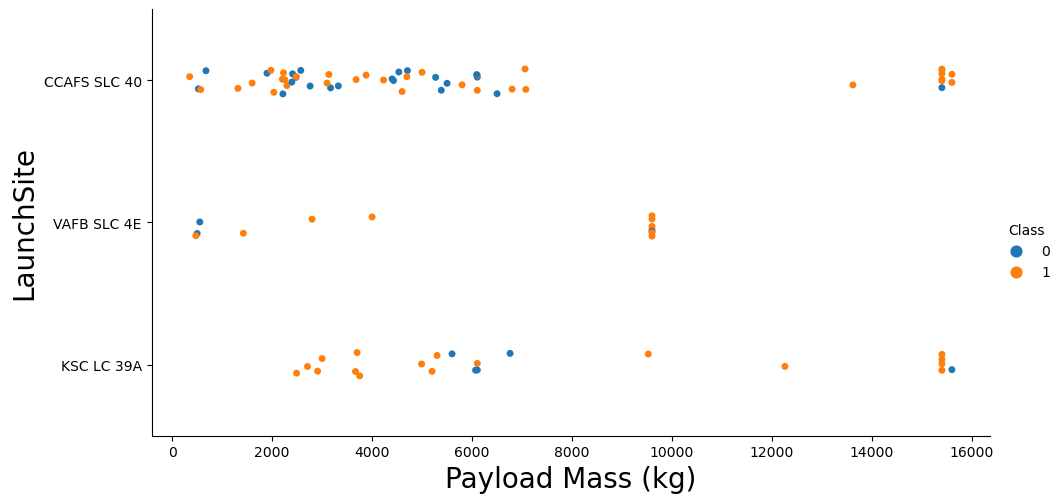 CCAFS SLC 40
VAFB SLC 4E
KSC LC 39A
LaunchSite
0 2000 4000 6000 8000 10000 12000 14000 16000
Payload Mass (kg)
Class
0
1